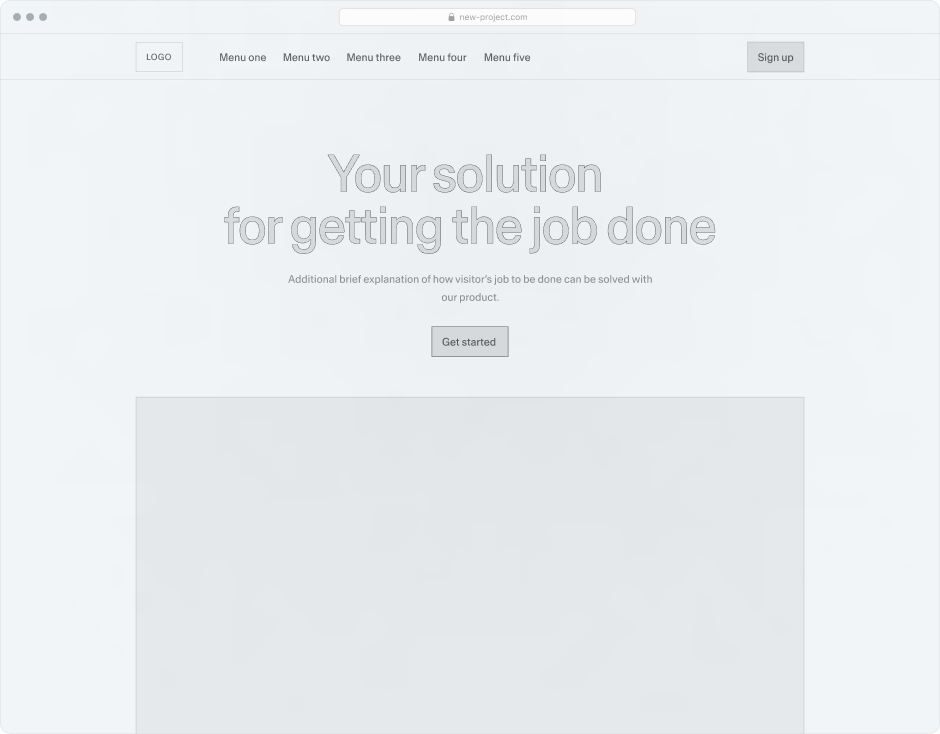 new-project.com
LOGO
Menu one
Menu two
Menu three
Menu four
Menu five
Sign up
Your solution
for getting the job done
Additional brief explanation of how visitor's job to be done can be solved with
our product.
Get started